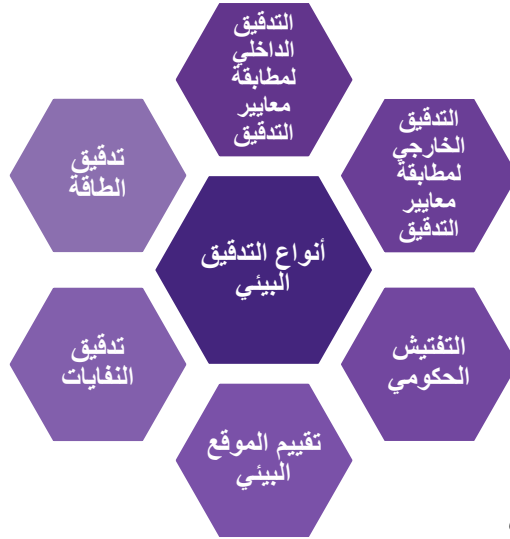 التدقيق
الداخلي
لمطابقة
معايير
التدقيق
التدقيق
الخارجي
لمطابقة
معايير
التدقيق
التفتيش
الحكومي
تقييم الموقع
البيئي
تدقيق
النفايات
تدقيق
الطاقة
أنواع التدقيق
البيئي